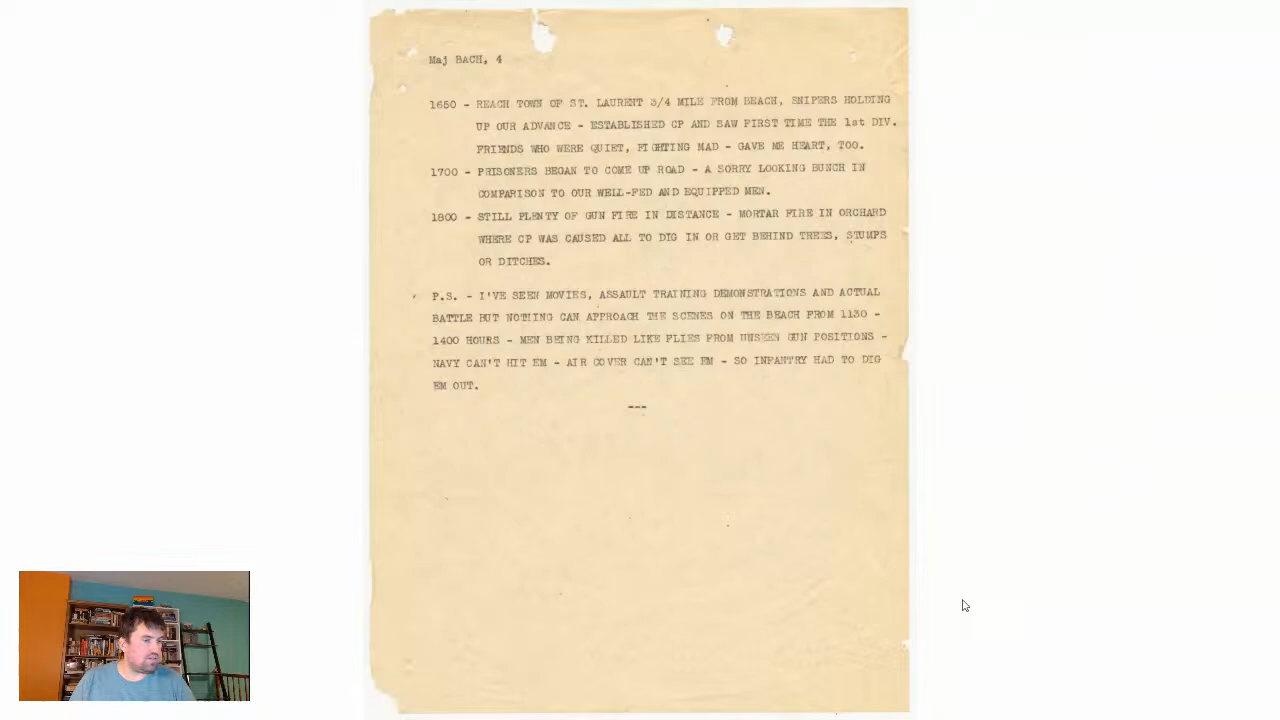 Maj BACH, 4
1650 - REACH TOWN OF ST. LAURENT 3/4 MILE FROM BEACH, SNIPERS HOLDING
UP OUR ADVANCE - ESTABLISHED CP AND SAW FIRST TIME THE 1st DIV.
FRIENDS WHO WERE QUIET, FIGHTING MAD - GAVE ME HEART, TOO.
1700 - PRISONERS BEGAN TO COME UP ROAD - A SORRY LOOKING BUNCH IN
COMPARISON TO OUR WELL-FED AND EQUIPPED MEN.
1800 - STILL PLENTY OF GUN FIRE IN DISTANCE - MORTAR FIRE IN ORCHARD
WHERE CP WAS CAUSED ALL TO DIG IN OR GET BEHIND TREES, STUMPS
OR DITCHES.
P.S. - I'VE SEEN MOVIES, ASSAULT TRAINING DEMONSTRATIONS AND ACTUAL
BATTLE BUT NOTHING CAN APPROACH THE SCENES ON THE BEACH FROM 1130 -
1400 HOURS - MEN BEING KILLED LIKE FLIES FROM UNSEEN GUN POSITIONS -
NAVY CAN'T HIT EM - AIR COVER CAN'T SEE EM - SO INFANTRY HAD TO DIG
EM OUT.
---